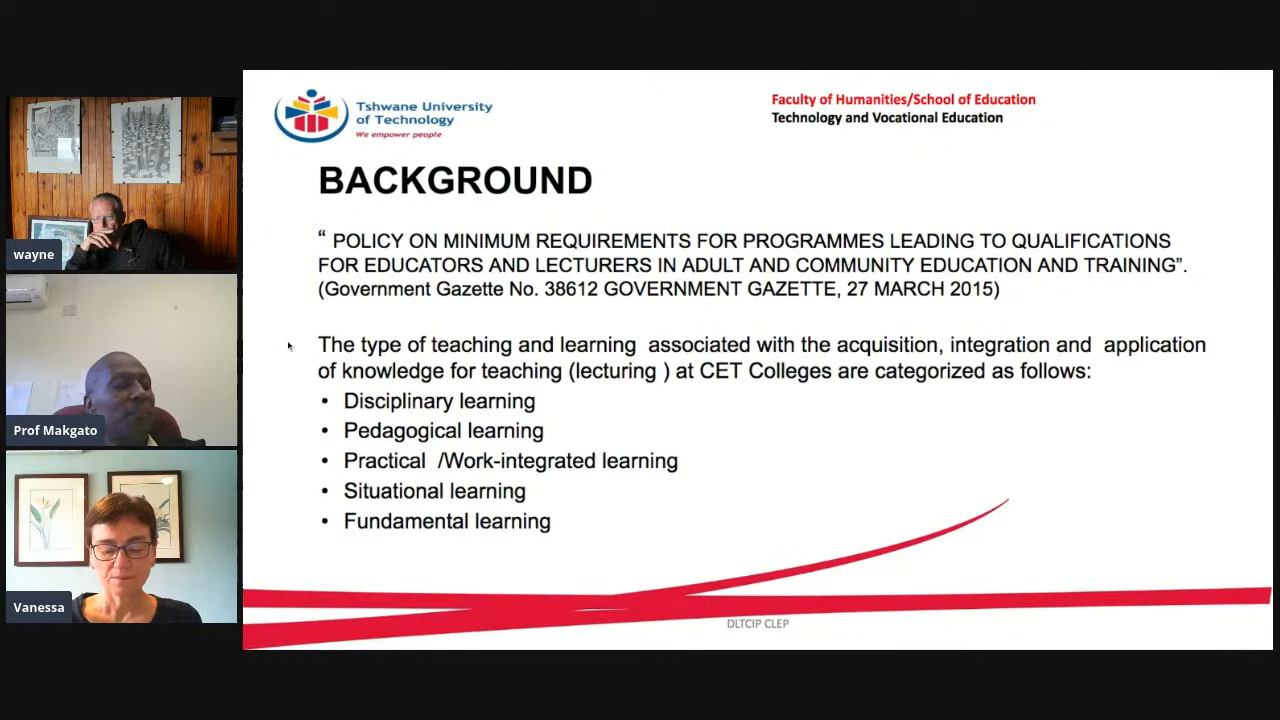 wayne
Prof Makgato
Vanessa
Tshwane University
of Technology
We empower people
Faculty of Humanities/School of Education
Technology and Vocational Education
BACKGROUND
“ POLICY ON MINIMUM REQUIREMENTS FOR PROGRAMMES LEADING TO QUALIFICATIONS
FOR EDUCATORS AND LECTURERS IN ADULT AND COMMUNITY EDUCATION AND TRAINING”.
(Government Gazette No. 38612 GOVERNMENT GAZETTE, 27 MARCH 2015)
The type of teaching and learning  associated with the acquisition, integration and  application
of knowledge for teaching (lecturing ) at CET Colleges are categorized as follows:
• Disciplinary learning
• Pedagogical learning
• Practical  /Work-integrated learning
• Situational learning
• Fundamental learning
DLTCIP CLEP